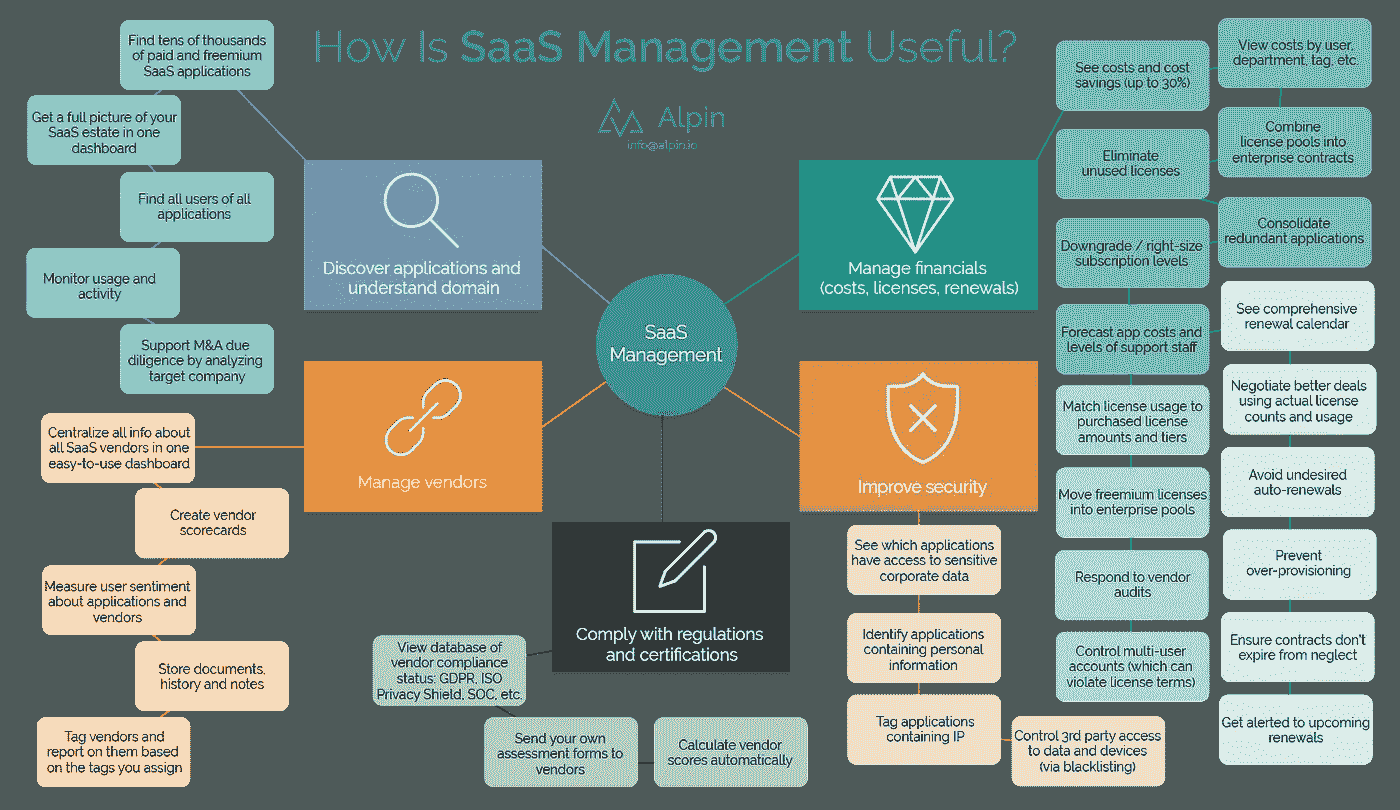 How Is SaaS Management Useful?
Alpin
info@alpin.io
Find tens of thousands
of paid and freemium
SaaS applications
Get a full picture of your
SaaS estate in one
dashboard
Find all users of all
applications
Monitor usage and
activity
Support M&A due
diligence by analyzing
target company
Discover applications and
understand domain
SaaS
Management
Manage financials
(costs, licenses, renewals)
See costs and cost
savings (up to 30%)
View costs by user,
department, tag, etc.
Eliminate
unused licenses
Combine
license pools into
enterprise contracts
Downgrade / right-size
subscription levels
Consolidate
redundant applications
Forecast app costs and
levels of support staff
See comprehensive
renewal calendar
Match license usage to
purchased license
amounts and tiers
Negotiate better deals
using actual license
counts and usage
Move freemium licenses
into enterprise pools
Avoid undesired
auto-renewals
Respond to vendor
audits
Prevent
over-provisioning
Control multi-user
accounts (which can
violate license terms)
Ensure contracts don't
expire from neglect
Get alerted to upcoming
renewals
Manage vendors
Centralize all info about
all SaaS vendors in one
easy-to-use dashboard
Create vendor
scorecards
Measure user sentiment
about applications and
vendors
Store documents,
history and notes
Tag vendors and
report on them based
on the tags you assign
Improve security
See which applications
have access to sensitive
corporate data
Identify applications
containing personal
information
Tag applications
containing IP
Control 3rd party access
to data and devices
(via blacklisting)
Comply with regulations
and certifications
View database of
vendor compliance
status: GDPR, ISO
Privacy Shield, SOC, etc.
Send your own
assessment forms to
vendors
Calculate vendor
scores automatically